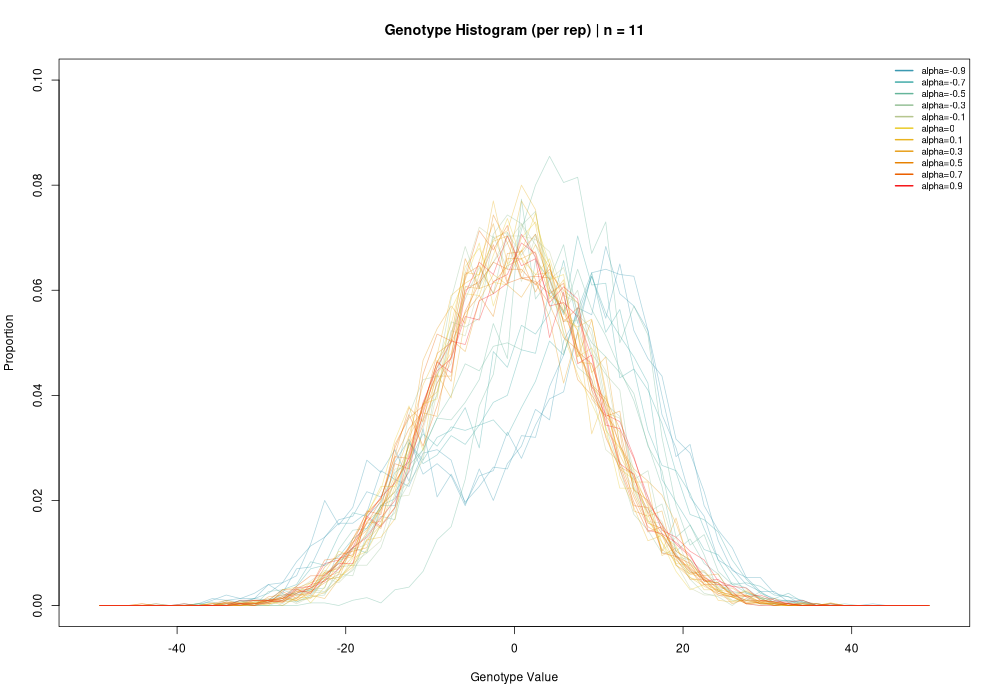 Genotype Histogram (per rep) | n = 11
alpha=-0.9
alpha=-0.7
alpha=-0.5
alpha=-0.3
alpha=-0.1
alpha=0
alpha=0.1
alpha=0.3
alpha=0.5
alpha=0.7
alpha=0.9
Proportion
0.10
0.08
0.06
0.04
0.02
0.00
-40 -20 0 20 40
Genotype Value